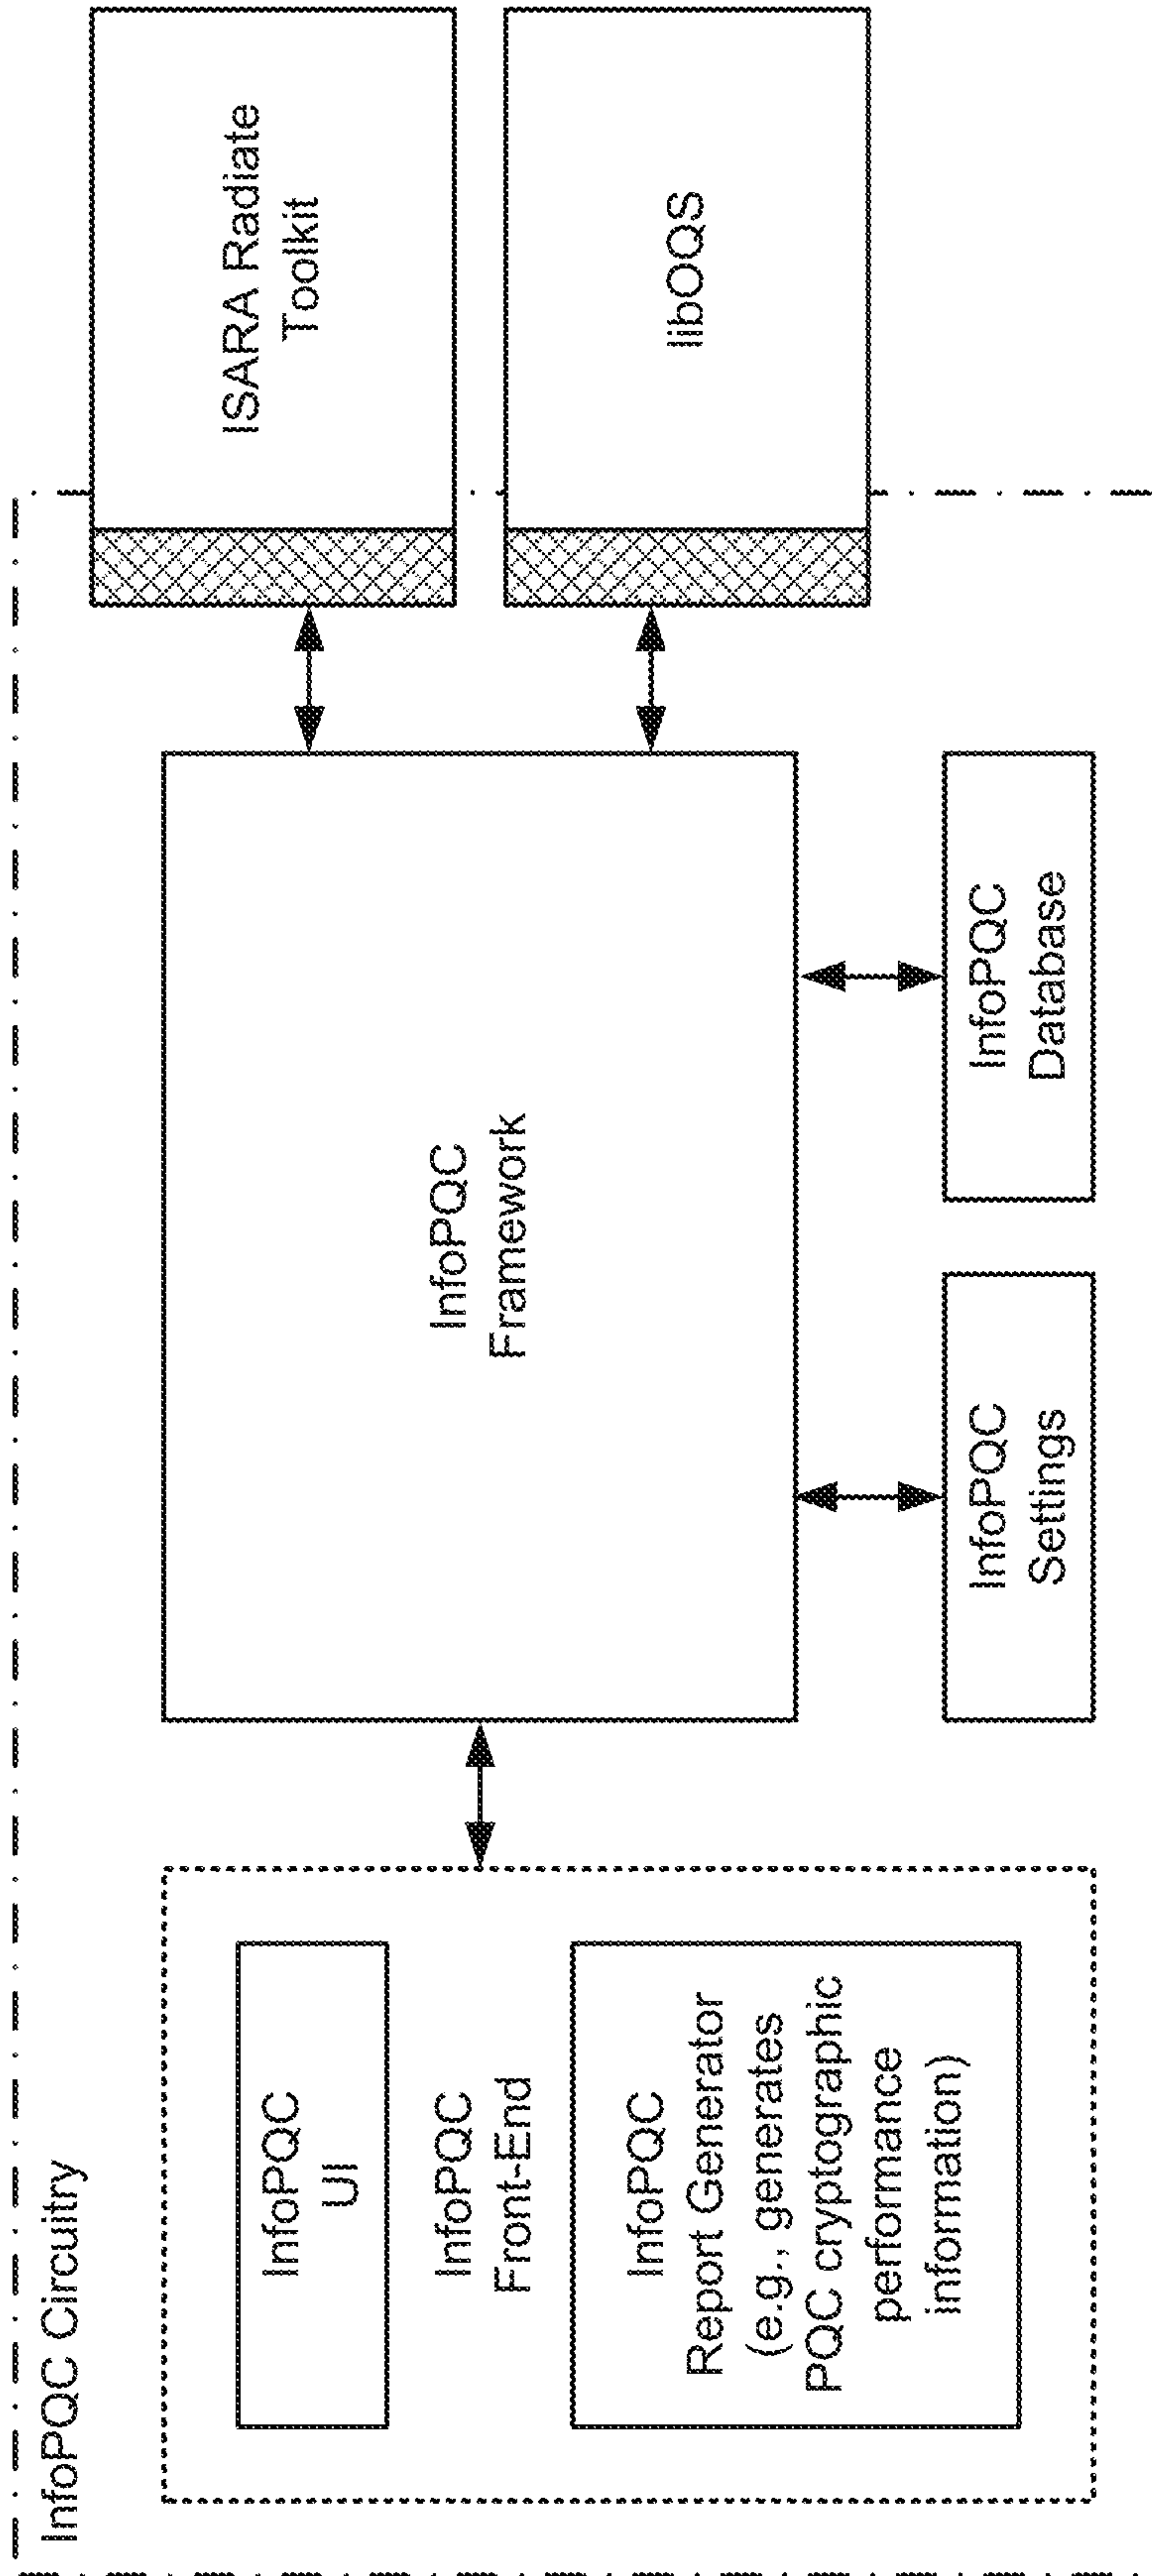 InfoPQC Circuitry
InfoPQC
UI
InfoPQC
Front-End
InfoPQC
Report Generator
(e.g., generates
PQC cryptographic
performance
information)
InfoPQC
Framework
InfoPQC
Settings
InfoPQC
Database
ISARA Radiate
Toolkit
libOQS